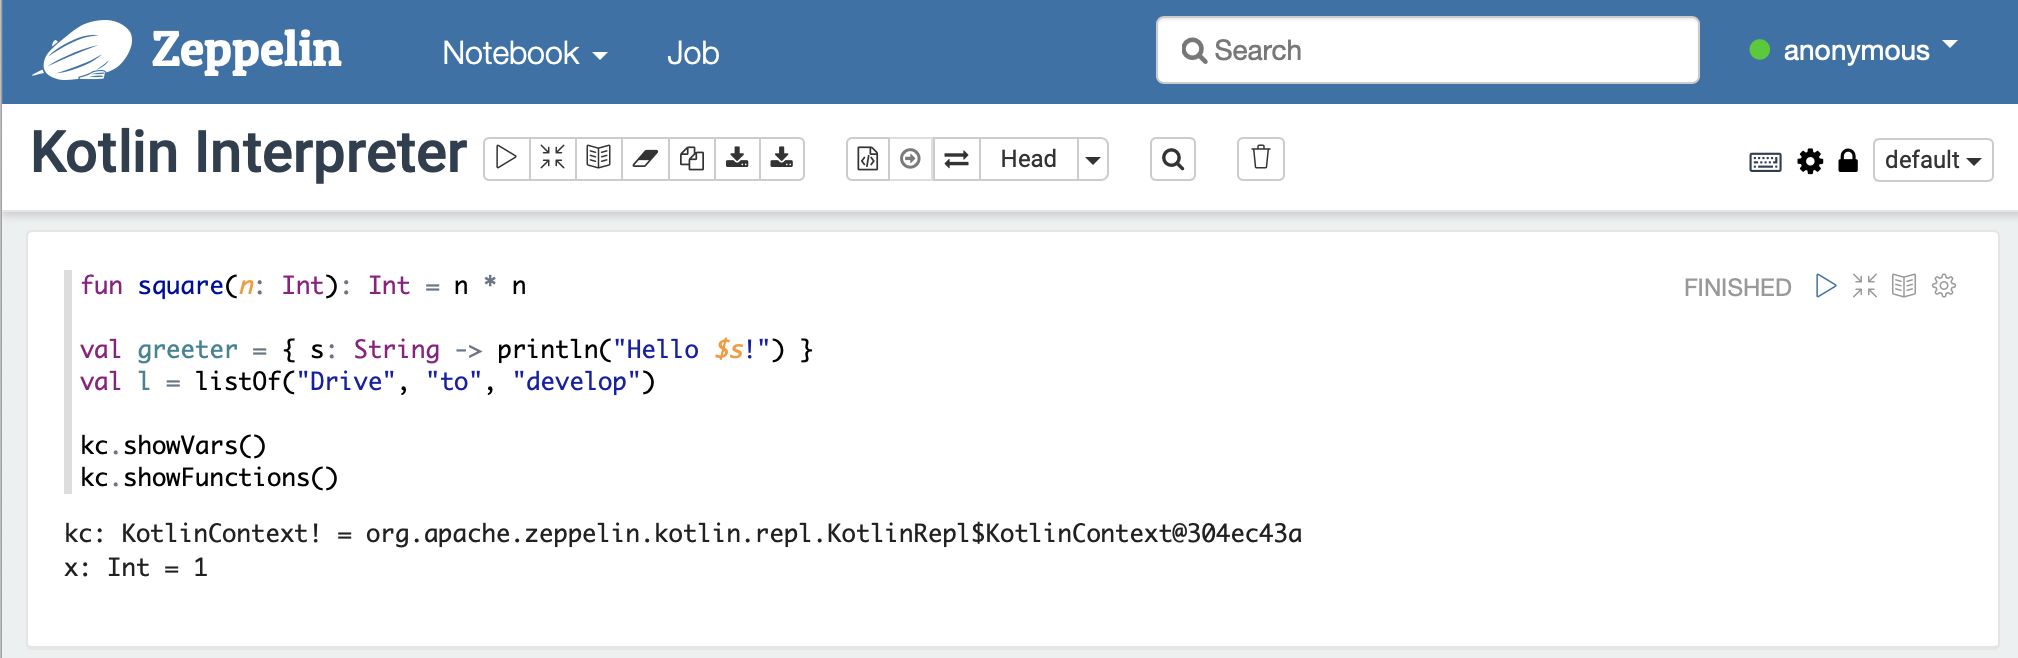 Zeppelin Notebook Job Search anonymous
Kotlin Interpreter Head default
fun square(n: Int): Int = n * n
FINISHED
val greeter = { s: String -> println("Hello $s!") }
val l = listOf("Drive", "to", "develop")
kc.showVars()
kc.showFunctions()
kc: KotlinContext! = org.apache.zeppelin.kotlin.repl.KotlinRepl$KotlinContext@304ec43a
x: Int = 1